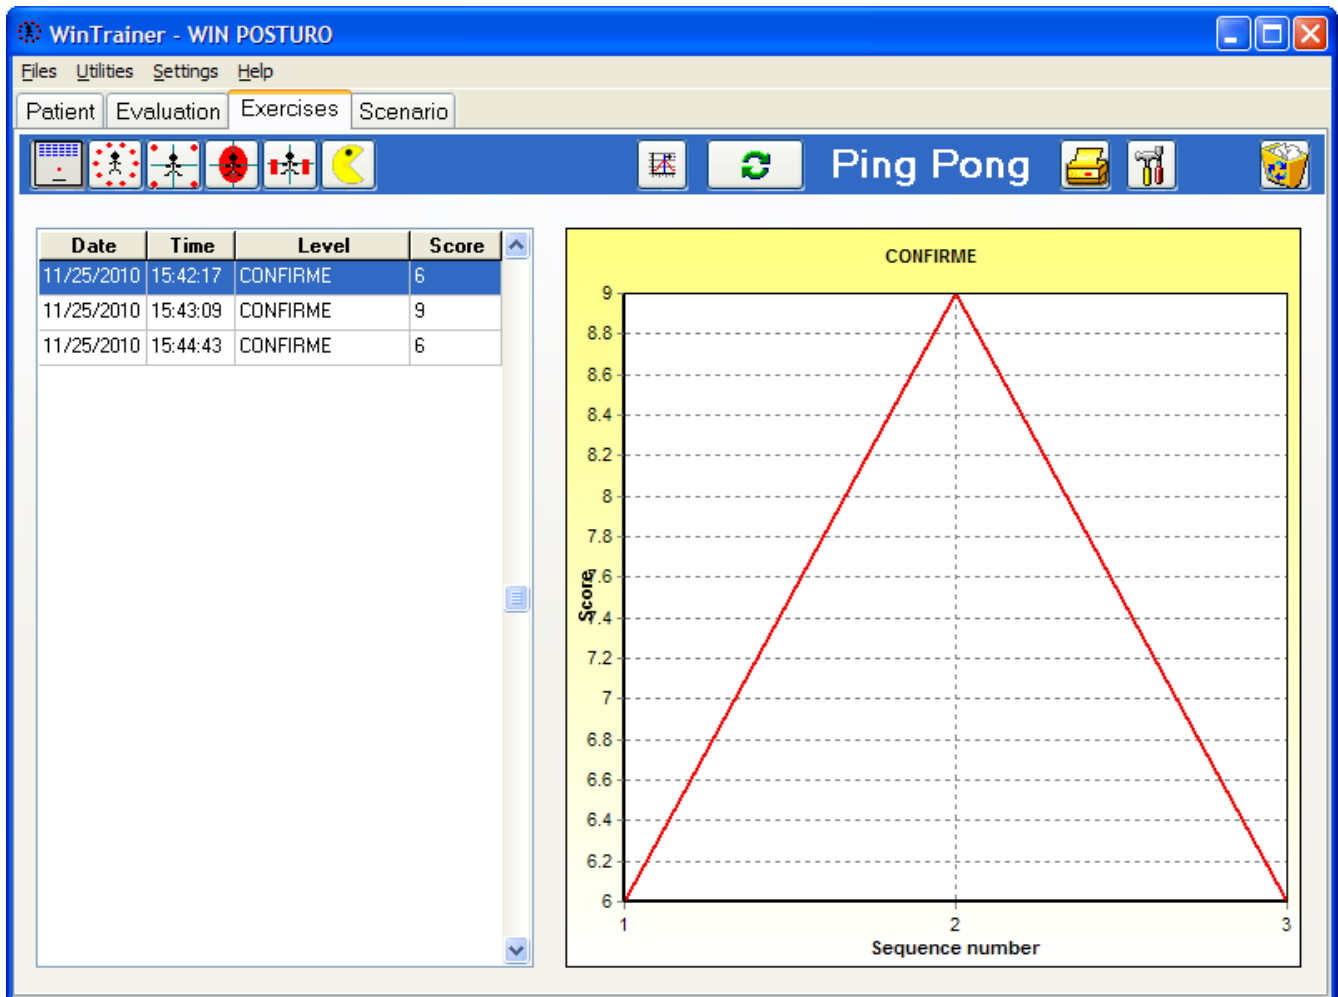 WinTrainer - WIN POSTURO
Files Utilities Settings Help
Patient Evaluation Exercises Scenario
Ping Pong
Date Time Level Score
11/25/2010 15:42:17 CONFIRME 6
11/25/2010 15:43:09 CONFIRME 9
11/25/2010 15:44:43 CONFIRME 6
CONFIRME
9
8.8
8.6
8.4
8.2
8
7.8
7.6
7.4
7.2
7
6.8
6.6
6.4
6.2
6
Score
1 2 3
Sequence number